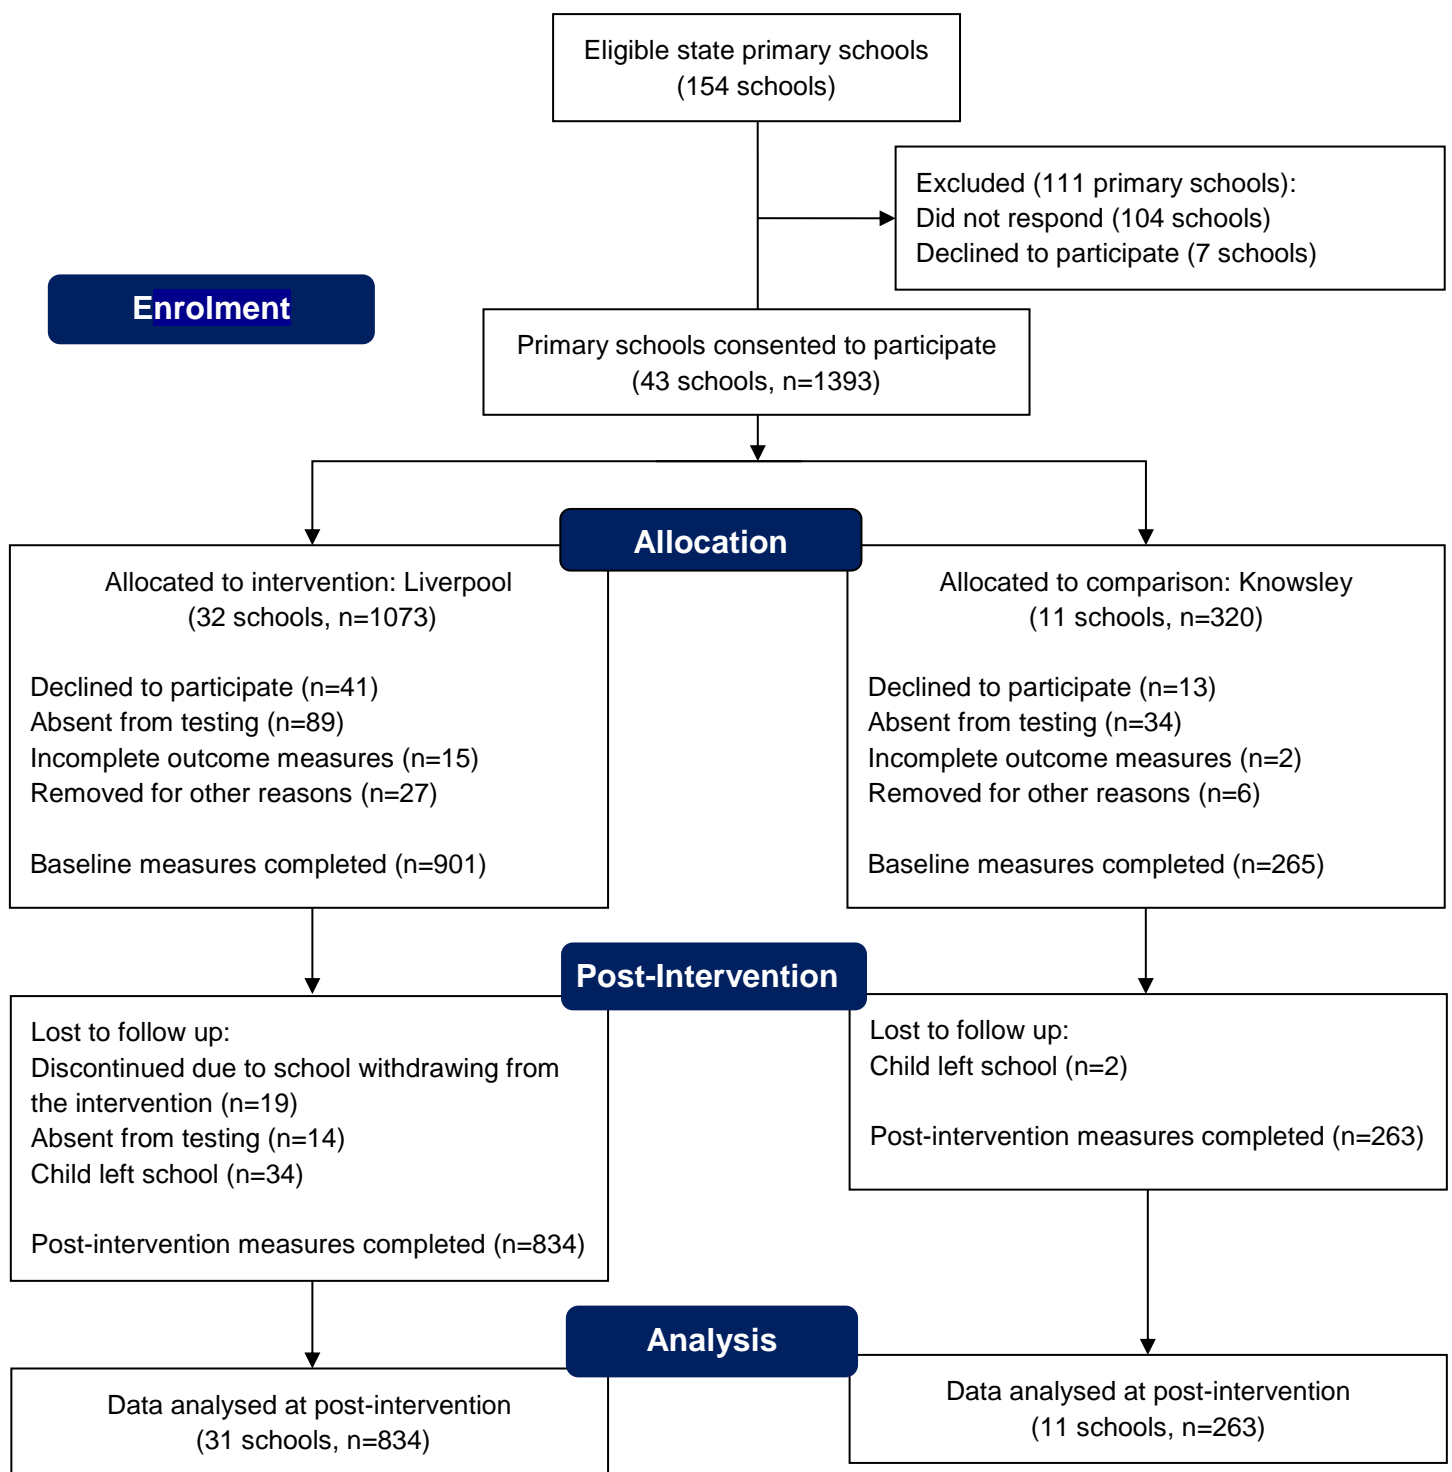 Eligible state primary schools
(154 schools)
Excluded (111 primary schools):
Did not respond (104 schools)
Declined to participate (7 schools)
Enrolment
Primary schools consented to participate
(43 schools, n=1393)
Allocation
Allocated to intervention: Liverpool
(32 schools, n=1073)
Declined to participate (n=41)
Absent from testing (n=89)
Incomplete outcome measures (n=15)
Removed for other reasons (n=27)
Baseline measures completed (n=901)
Allocated to comparison: Knowsley
(11 schools, n=320)
Declined to participate (n=13)
Absent from testing (n=34)
Incomplete outcome measures (n=2)
Removed for other reasons (n=6)
Baseline measures completed (n=265)
Post-Intervention
Lost to follow up:
Discontinued due to school withdrawing from
the intervention (n=19)
Absent from testing (n=14)
Child left school (n=34)
Post-intervention measures completed (n=834)
Lost to follow up:
Child left school (n=2)
Post-intervention measures completed (n=263)
Analysis
Data analysed at post-intervention
(31 schools, n=834)
Data analysed at post-intervention
(11 schools, n=263)